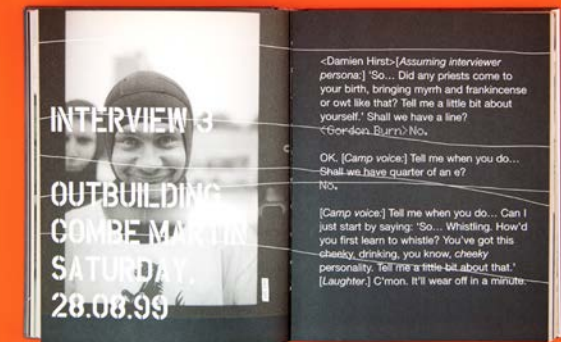 INTERVIEW 3
OUTBUILDING
COMBE MARTIN
SATURDAY,
28.08.99
<Damien Hirst>[Assuming interviewer
persona:] ‘So... Did any priests come to
your birth, bringing myrrh and frankincense
or owt like that? Tell me a little bit about
yourself.’ Shall we have a line?
<Gordon Burn>No.
OK. [Camp voice:] Tell me when you do...
Shall we have quarter of an e?
No.
[Camp voice:] Tell me when you do... Can I
just start by saying: ‘So... Whistling. How’d
you first learn to whistle? You’ve got this
cheeky, drinking, you know, cheeky
personality. Tell me a little bit about that.’
[Laughter.] C’mon. It’ll wear off in a minute.